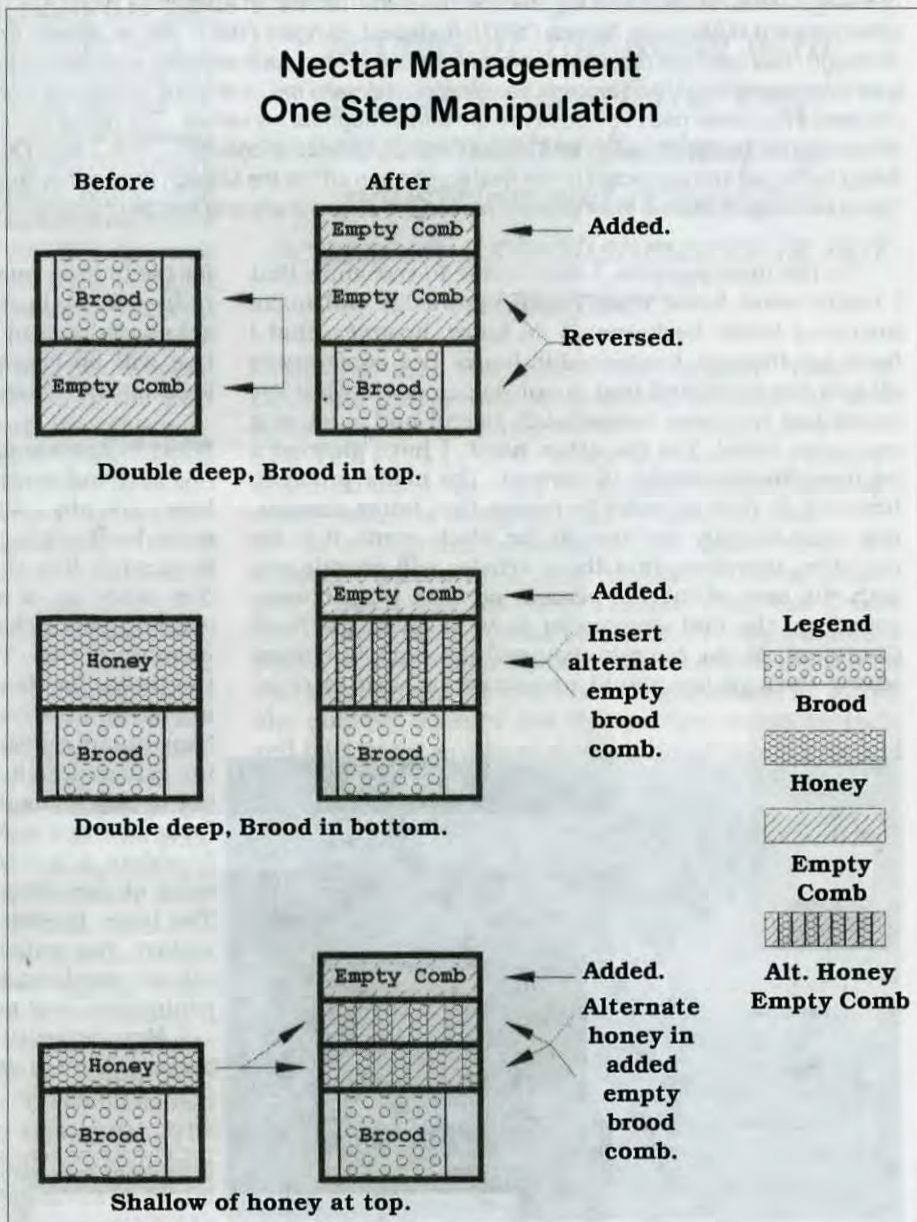 Nectar Management
One Step Manipulation
Before
After
Empty Comb
Added.
Brood
Empty Comb
Reversed.
Empty Comb
Brood
Double deep, Brood in top.
Empty Comb
Added.
Honey
Insert
alternate
empty
brood
comb.
Brood
Brood
Double deep, Brood in bottom.
Legend
Brood
Honey
Empty
Comb
Alt. Honey
Empty Comb
Empty Comb
Added.
Honey
Alternate
honey in
added
empty
brood
comb.
Brood
Brood
Shallow of honey at top.